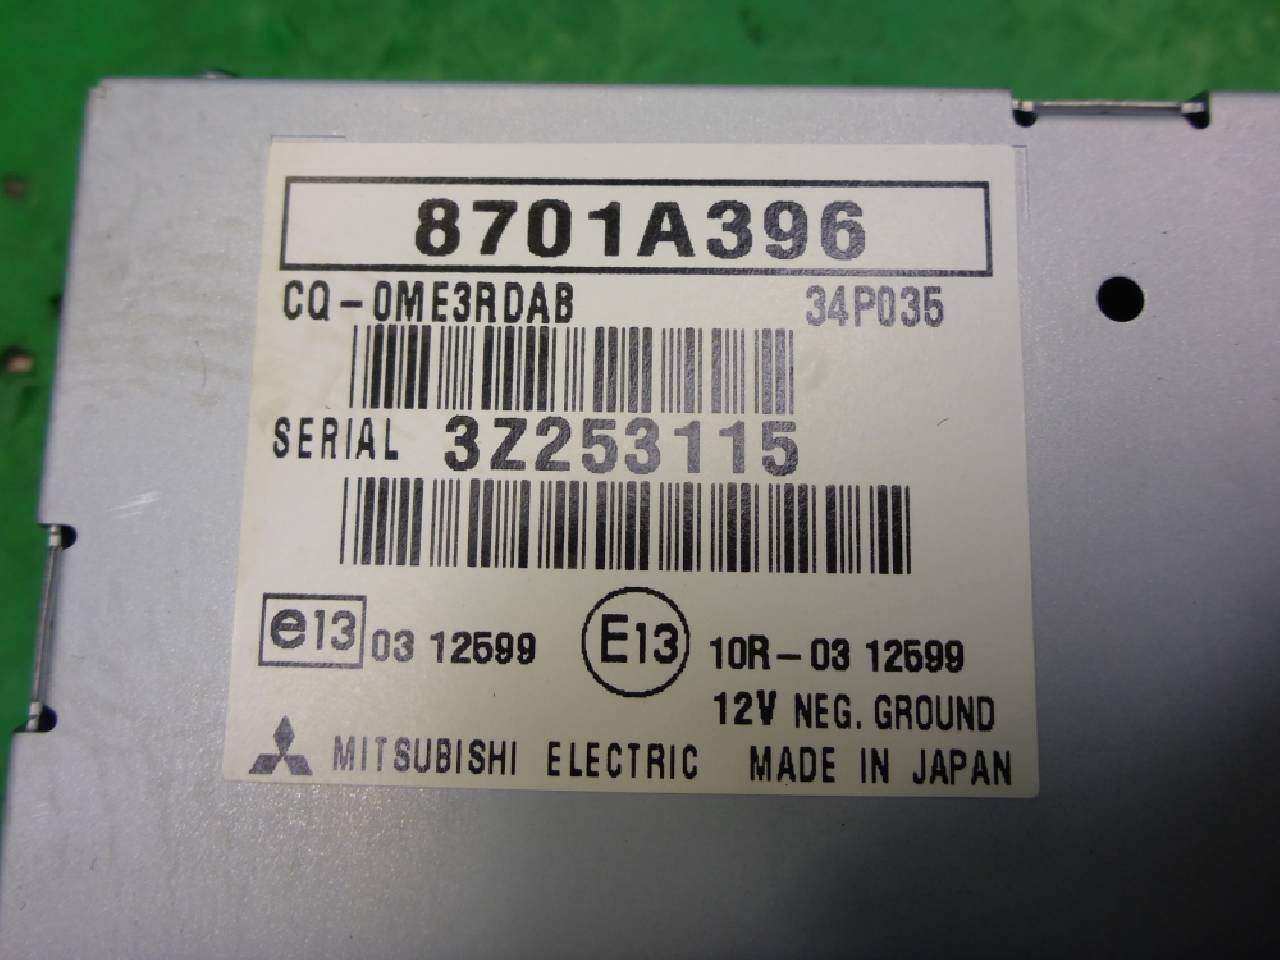 8701A396
CQ-0ME3RDAB 34P035
SERIAL 3Z253115
e13 03 12599 E13 10R-03 12599
12V NEG. GROUND
MITSUBISHI ELECTRIC MADE IN JAPAN